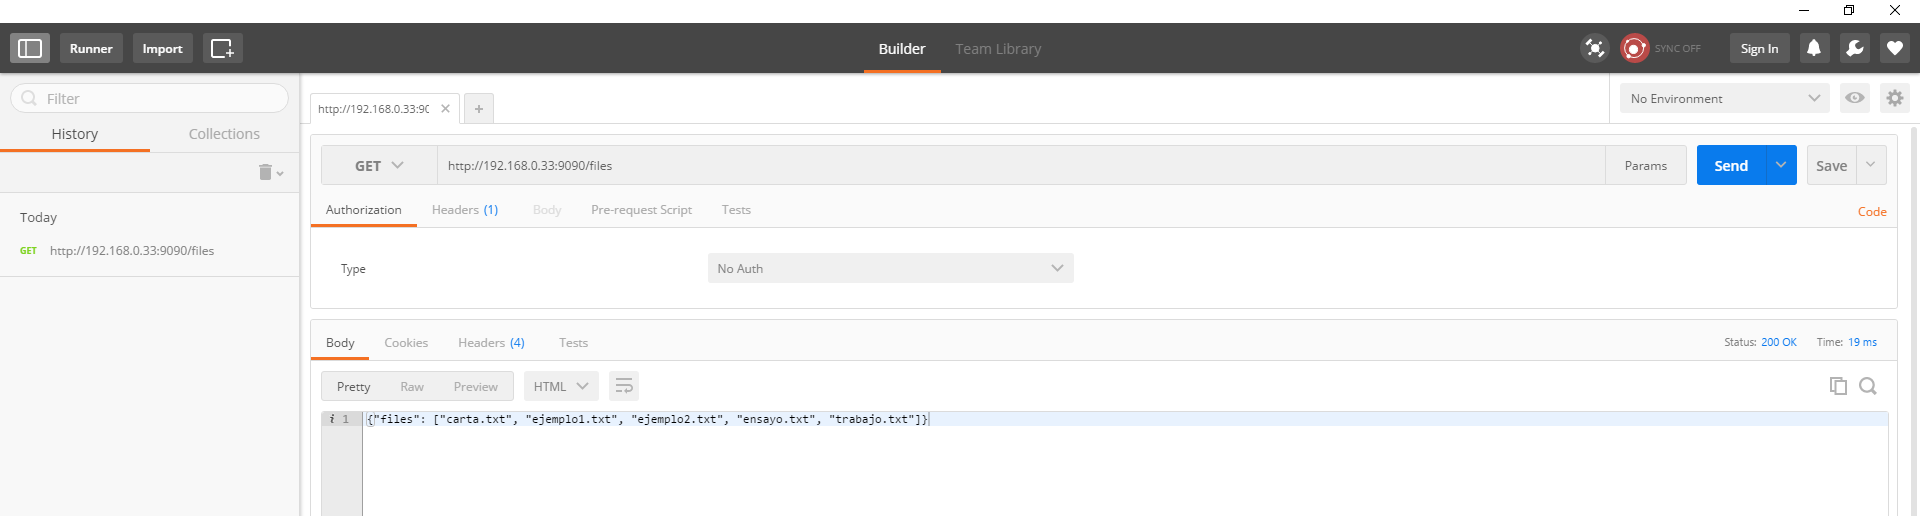 Runner Import Builder Team Library SYNC OFF Sign In
Filter
History Collections
Today
GET http://192.168.0.33:9090/files
http://192.168.0.33:90 No Environment
GET http://192.168.0.33:9090/files Params Send Save
Authorization Headers (1) Body Pre-request Script Tests Code
Type No Auth
Body Cookies Headers (4) Tests Status: 200 OK Time: 19 ms
Pretty Raw Preview HTML
i 1 {"files": ["carta.txt", "ejemplo1.txt", "ejemplo2.txt", "ensayo.txt", "trabajo.txt"]}